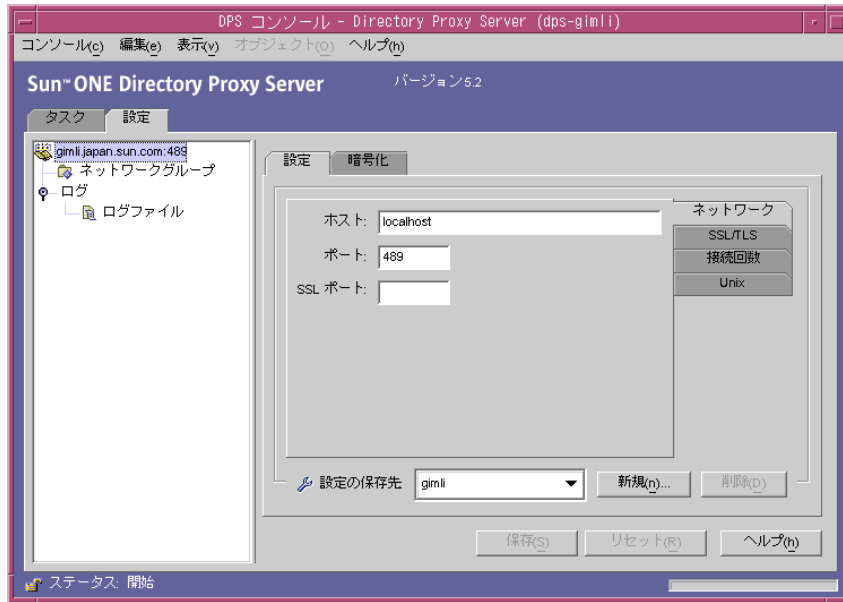 DPS コンソール - Directory Proxy Server (dps-gimli)
コンソール(c) 編集(e) 表示(v) オブジェクト(O) ヘルプ(h)
Sun™ ONE Directory Proxy Server バージョン5.2
タスク 設定
gimli.japan.sun.com:489
ネットワークグループ
ログ
ログファイル
設定 暗号化
ホスト: localhost
ポート: 489
SSL ポート:
ネットワーク
SSL/TLS
接続回数
Unix
設定の保存先 gimli 新規(n)... 削除(D)
保存(S) リセット(R) ヘルプ(h)
ステータス: 開始